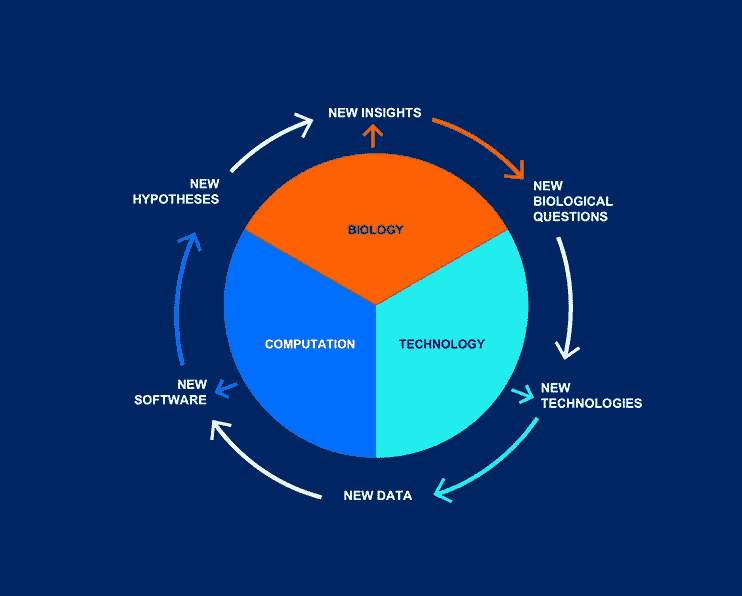 NEW INSIGHTS
NEW
BIOLOGICAL
QUESTIONS
NEW
TECHNOLOGIES
NEW DATA
NEW
SOFTWARE
NEW
HYPOTHESES
BIOLOGY
COMPUTATION
TECHNOLOGY